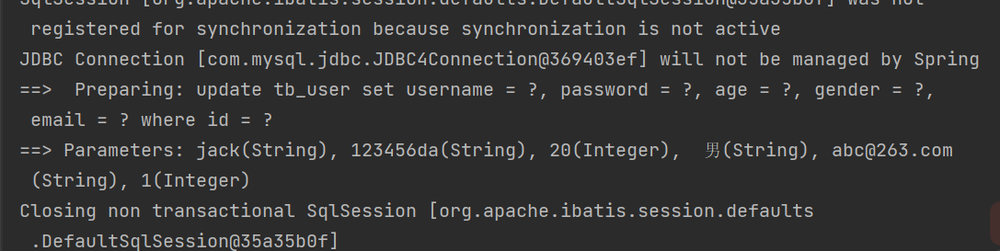 SqlSession [org.apache.ibatis.session.defaults.DefaultSqlSession@35a35b0f] was not
registered for synchronization because synchronization is not active
JDBC Connection [com.mysql.jdbc.JDBC4Connection@369403ef] will not be managed by Spring
==>  Preparing: update tb_user set username = ?, password = ?, age = ?, gender = ?,
email = ? where id = ?
==> Parameters: jack(String), 123456da(String), 20(Integer),  男(String), abc@263.com
(String), 1(Integer)
Closing non transactional SqlSession [org.apache.ibatis.session.defaults
.DefaultSqlSession@35a35b0f]